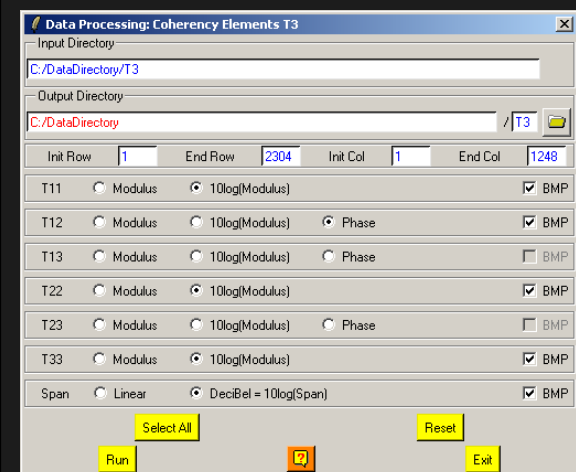 Data Processing: Coherency Elements T3
Input Directory
C:/DataDirectory/T3
Output Directory
C:/DataDirectory / T3
Init Row 1 End Row 2304 Init Col 1 End Col 1248
T11 Modulus 10log(Modulus) BMP
T12 Modulus 10log(Modulus) Phase BMP
T13 Modulus 10log(Modulus) Phase BMP
T22 Modulus 10log(Modulus) BMP
T23 Modulus 10log(Modulus) Phase BMP
T33 Modulus 10log(Modulus) BMP
Span Linear DeciBel = 10log(Span) BMP
Select All Reset
Run ? Exit